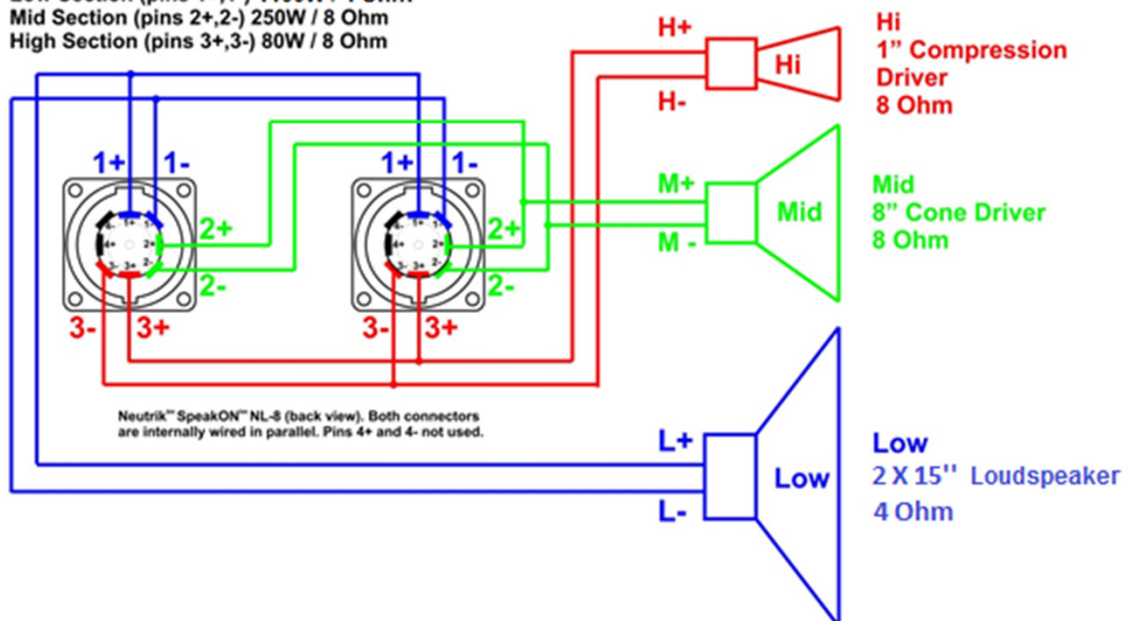 Mid Section (pins 2+,2-) 250W / 8 Ohm
High Section (pins 3+,3-) 80W / 8 Ohm
H+
H-
Hi
Hi
1” Compression
Driver
8 Ohm
1+
1-
1+
1-
2+
2-
2+
2-
3-
3+
3-
3+
M+
M -
Mid
Mid
8” Cone Driver
8 Ohm
Neutrik™ SpeakON™ NL-8 (back view). Both connectors
are internally wired in parallel. Pins 4+ and 4- not used.
L+
L-
Low
Low
2 X 15'' Loudspeaker
4 Ohm